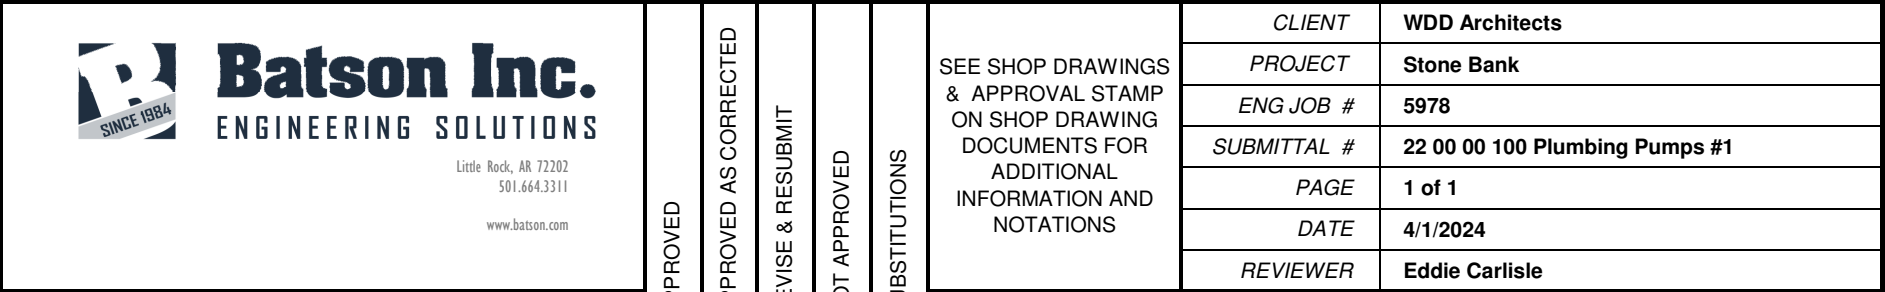 Batson Inc.
SINCE 1984
ENGINEERING SOLUTIONS
Little Rock, AR 72202
501.664.3311
www.batson.com
PPROVED
PPROVED AS CORRECTED
EVISE & RESUBMIT
OT APPROVED
UBSTITUTIONS
SEE SHOP DRAWINGS
& APPROVAL STAMP
ON SHOP DRAWING
DOCUMENTS FOR
ADDITIONAL
INFORMATION AND
NOTATIONS
CLIENT WDD Architects
PROJECT Stone Bank
ENG JOB # 5978
SUBMITTAL # 22 00 00 100 Plumbing Pumps #1
PAGE 1 of 1
DATE 4/1/2024
REVIEWER Eddie Carlisle